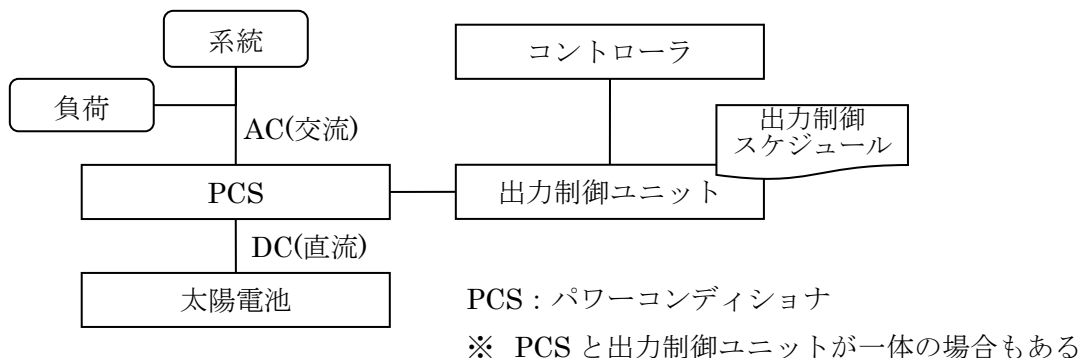 系統
コントローラ
負荷
出力制御
スケジュール
AC(交流)
PCS
出力制御ユニット
DC(直流)
太陽電池
PCS：パワーコンディショナ
※ PCS と出力制御ユニットが一体の場合もある